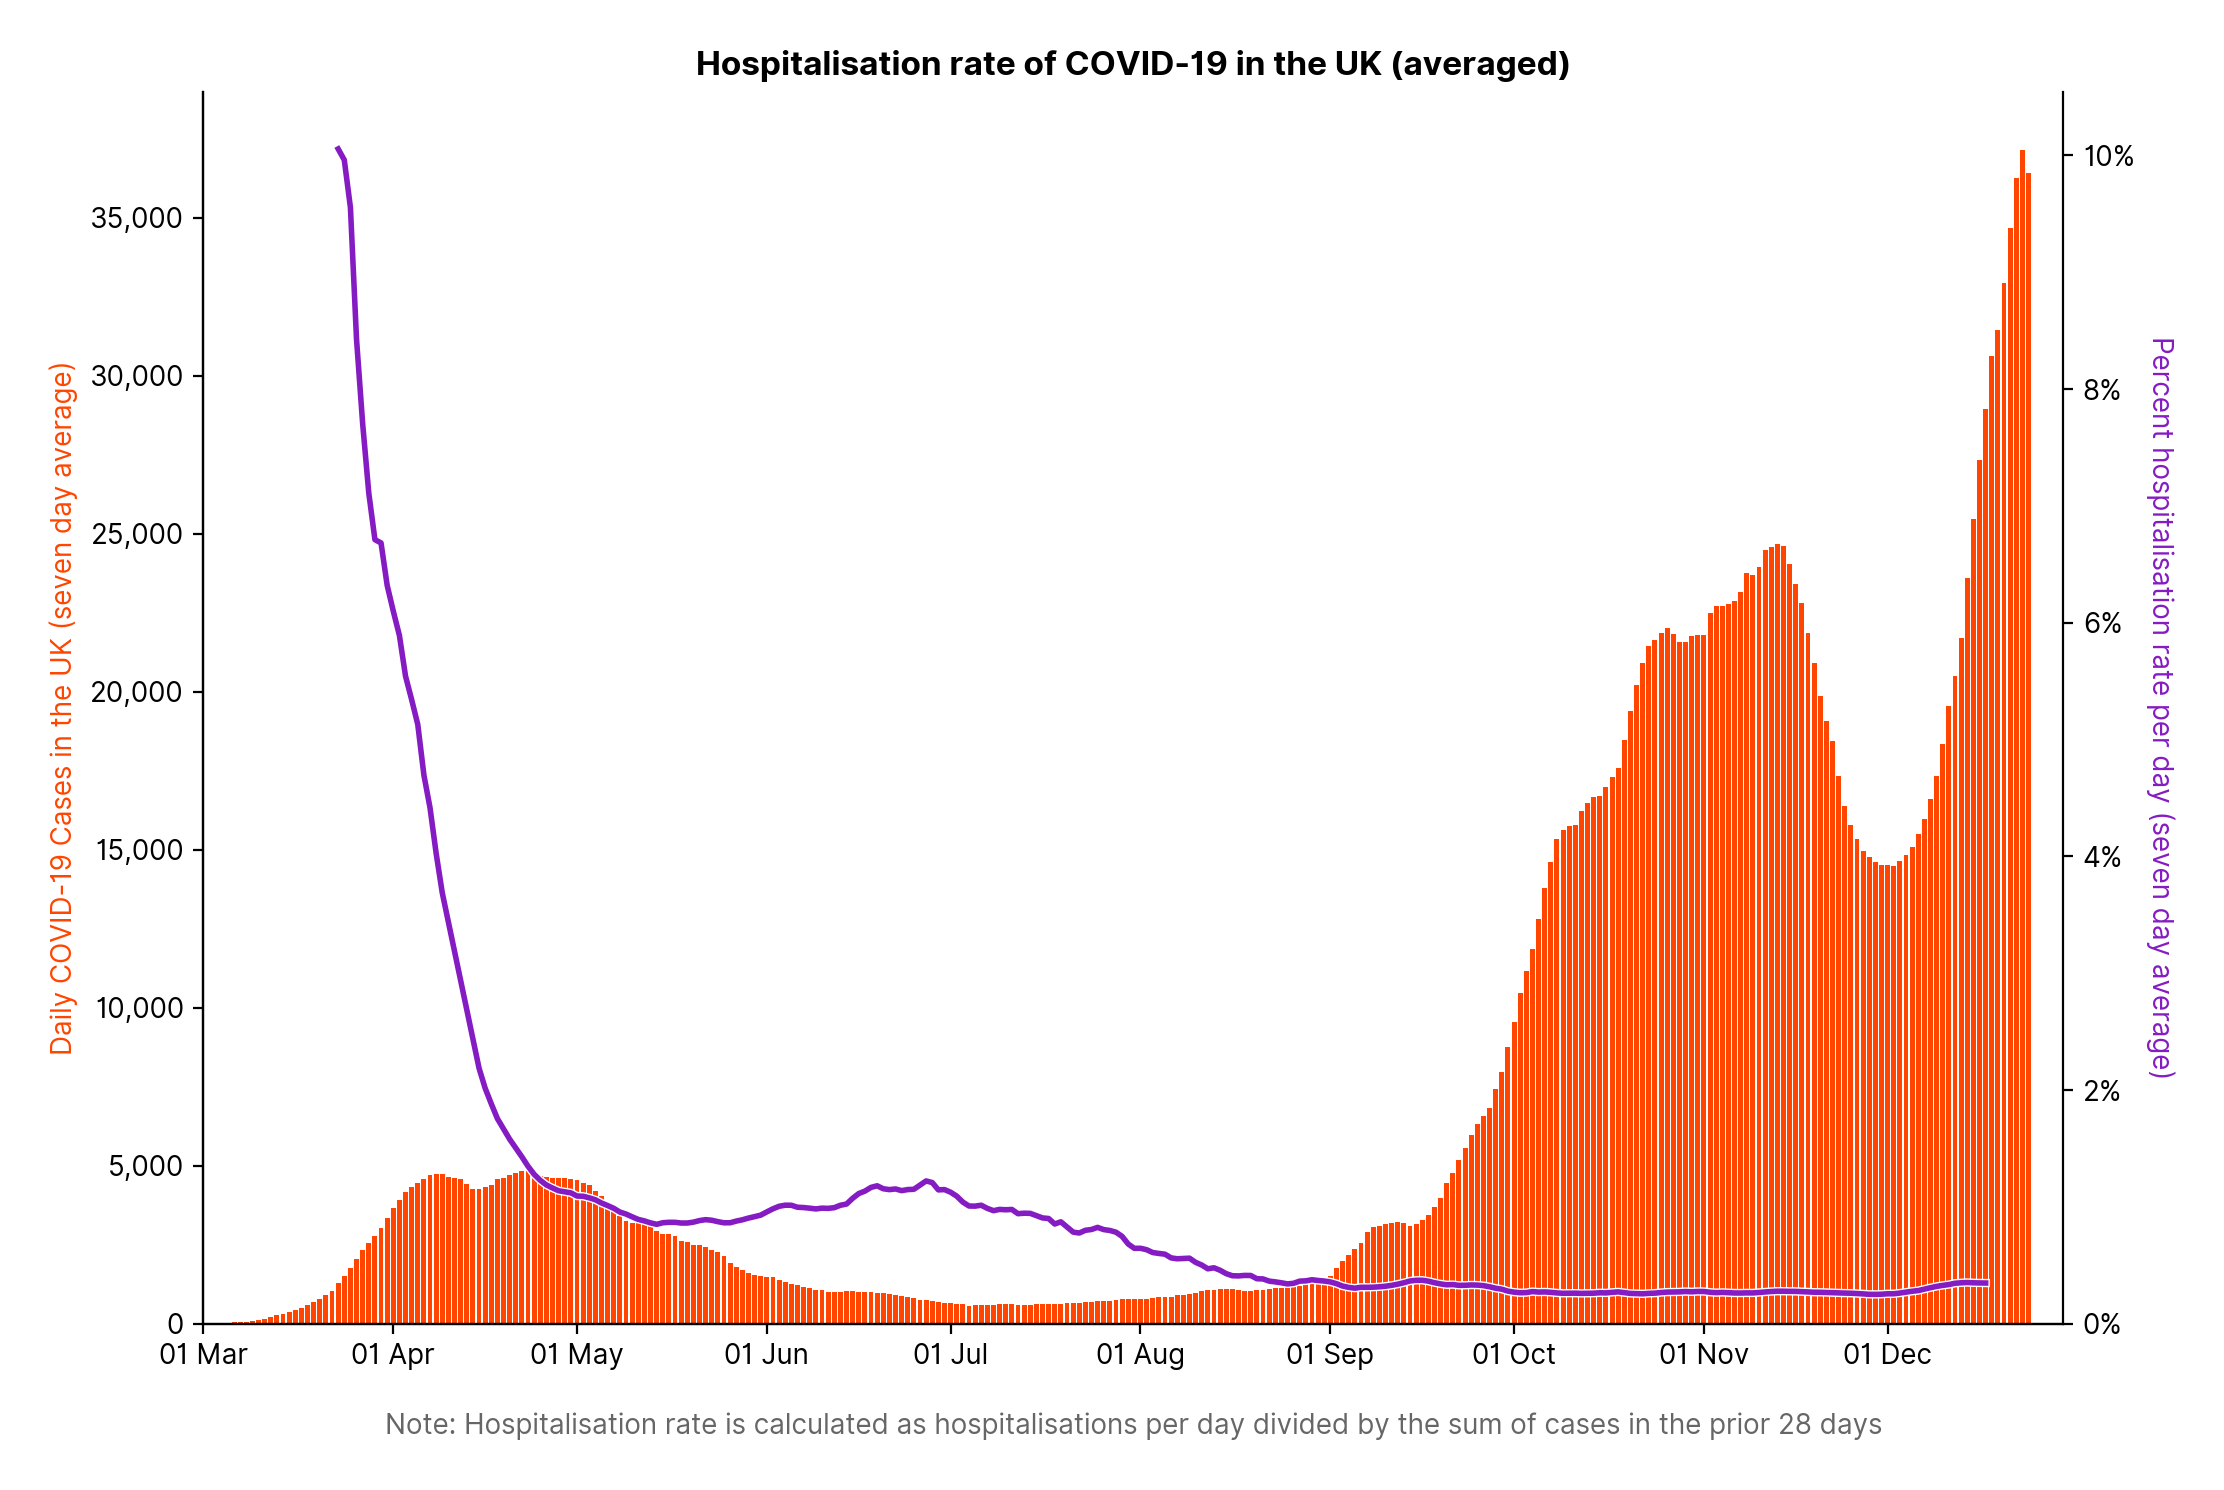 Hospitalisation rate of COVID-19 in the UK (averaged)
Daily COVID-19 Cases in the UK (seven day average)
35,000
30,000
25,000
20,000
15,000
10,000
5,000
0
10%
8%
6%
4%
2%
0%
Percent hospitalisation rate per day (seven day average)
01 Mar
01 Apr
01 May
01 Jun
01 Jul
01 Aug
01 Sep
01 Oct
01 Nov
01 Dec
Note: Hospitalisation rate is calculated as hospitalisations per day divided by the sum of cases in the prior 28 days